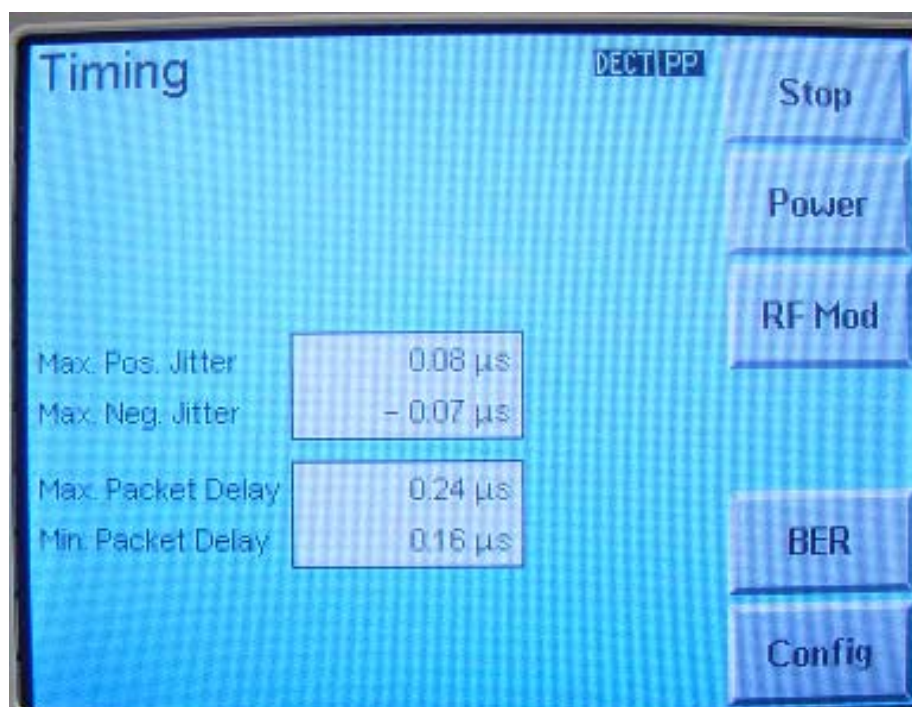 Timing
DECT PP
Stop
Power
RF Mod
Max. Pos. Jitter 0.08 µs
Max. Neg. Jitter - 0.07 µs
Max. Packet Delay 0.24 µs
Min. Packet Delay 0.16 µs
BER
Config